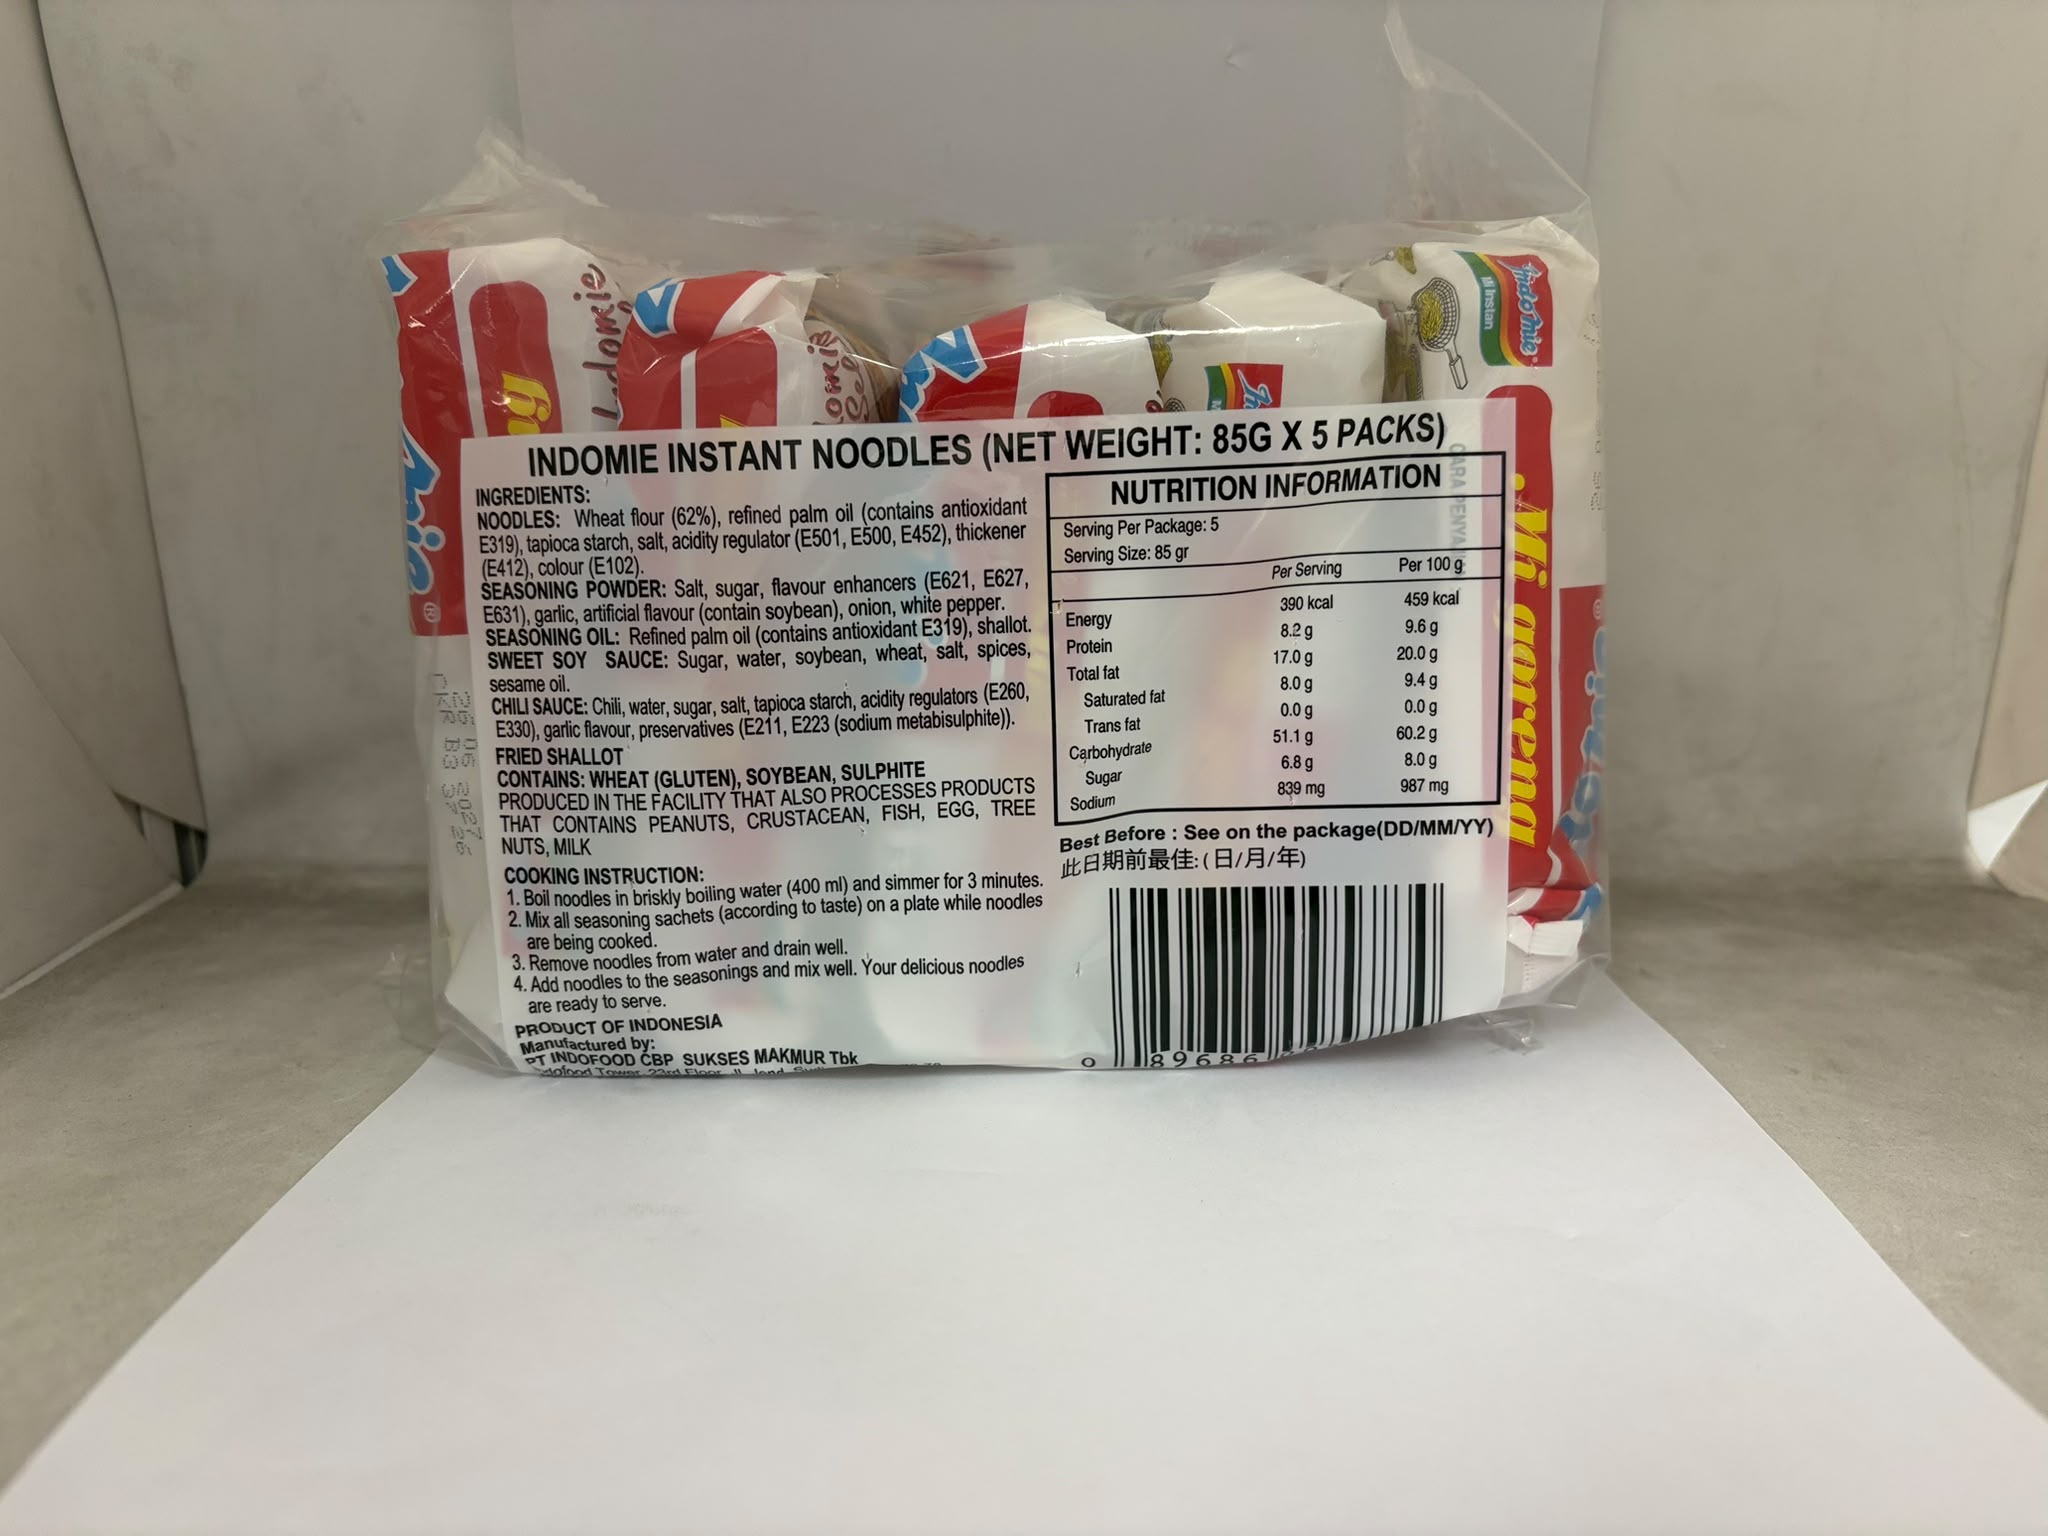 Indomie
Indomie
Mi Instan
INDOMIE INSTANT NOODLES (NET WEIGHT: 85G X 5 PACKS)
INGREDIENTS:
NOODLES: Wheat flour (62%), refined palm oil (contains antioxidant
E319), tapioca starch, salt, acidity regulator (E501, E500, E452), thickener
(E412), colour (E102).
SEASONING POWDER: Salt, sugar, flavour enhancers (E621, E627,
E631), garlic, artificial flavour (contain soybean), onion, white pepper.
SEASONING OIL: Refined palm oil (contains antioxidant E319), shallot.
SWEET SOY SAUCE: Sugar, water, soybean, wheat, salt, spices,
sesame oil.
CHILI SAUCE: Chili, water, sugar, salt, tapioca starch, acidity regulators (E260,
E330), garlic flavour, preservatives (E211, E223 (sodium metabisulphite)).
FRIED SHALLOT
CONTAINS: WHEAT (GLUTEN), SOYBEAN, SULPHITE
PRODUCED IN THE FACILITY THAT ALSO PROCESSES PRODUCTS
THAT CONTAINS PEANUTS, CRUSTACEAN, FISH, EGG, TREE
NUTS, MILK
COOKING INSTRUCTION:
1. Boil noodles in briskly boiling water (400 ml) and simmer for 3 minutes.
2. Mix all seasoning sachets (according to taste) on a plate while noodles
are being cooked.
3. Remove noodles from water and drain well.
4. Add noodles to the seasonings and mix well. Your delicious noodles
are ready to serve.
PRODUCT OF INDONESIA
Manufactured by:
PT INDOFOOD CBP SUKSES MAKMUR Tbk
Tower 23rd Floor
NUTRITION INFORMATION
Serving Per Package: 5
Serving Size: 85 gr
Per Serving Per 100 g
Energy 390 kcal 459 kcal
Protein 8.2 g 9.6 g
Total fat 17.0 g 20.0 g
Saturated fat 8.0 g 9.4 g
Trans fat 0.0 g 0.0 g
Carbohydrate 51.1 g 60.2 g
Sugar 6.8 g 8.0 g
Sodium 839 mg 987 mg
Best Before : See on the package(DD/MM/YY)
此日期前最佳: (日/月/年)
0 89686
Mi goreng